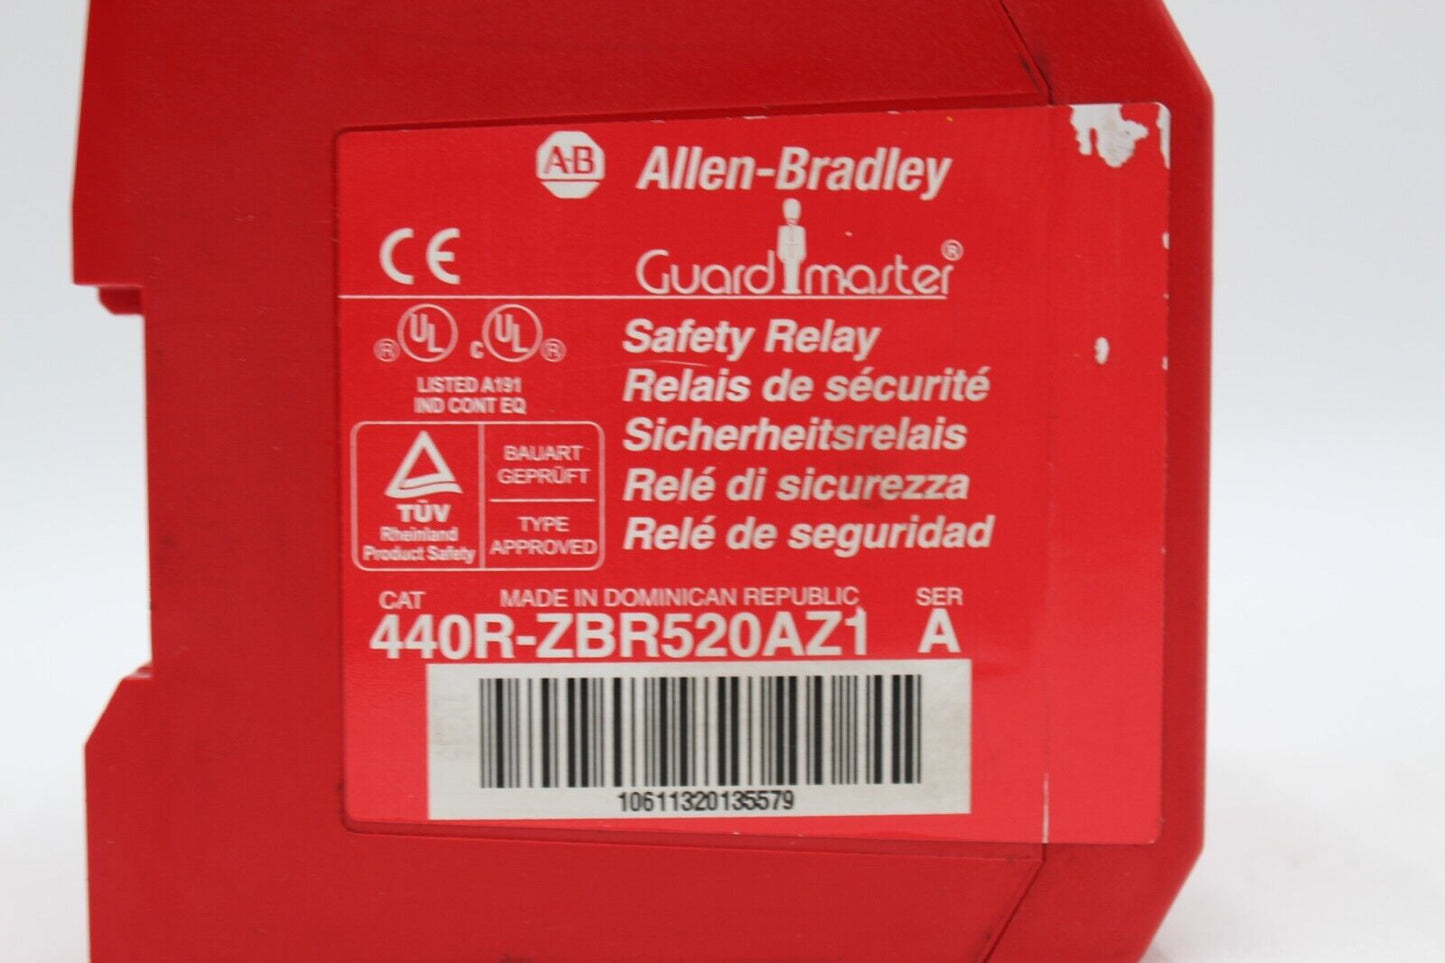 A-B Allen-Bradley
CE
Guardmaster®
® UL c UL ®
LISTED A191
IND CONT EQ
Safety Relay
Relais de sécurité
Sicherheitsrelais
Relé di sicurezza
Relé de seguridad
TÜV
Rheinland
Product Safety
BAUART
GEPRÜFT
TYPE
APPROVED
CAT MADE IN DOMINICAN REPUBLIC SER
440R-ZBR520AZ1 A
10611320135579